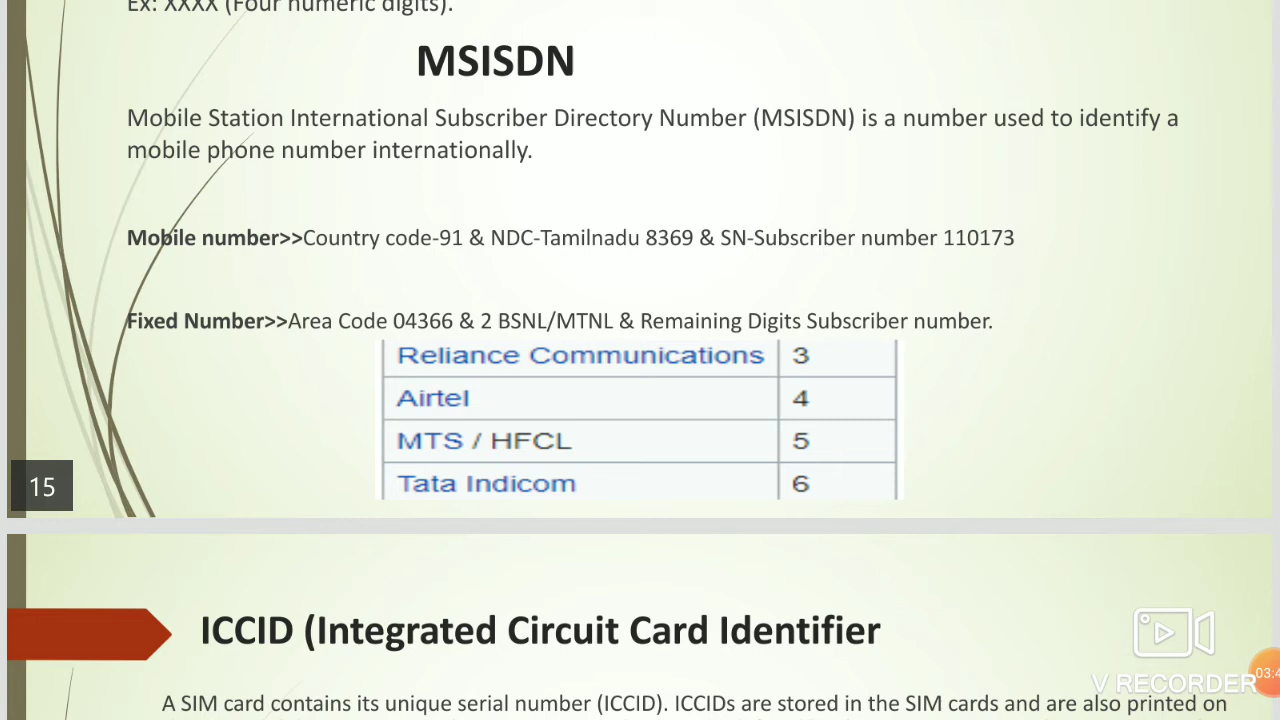 Ex: XXXX (Four numeric digits).
MSISDN
Mobile Station International Subscriber Directory Number (MSISDN) is a number used to identify a
mobile phone number internationally.
Mobile number>>Country code-91 & NDC-Tamilnadu 8369 & SN-Subscriber number 110173
Fixed Number>>Area Code 04366 & 2 BSNL/MTNL & Remaining Digits Subscriber number.
Reliance Communications 3
Airtel 4
MTS / HFCL 5
Tata Indicom 6
15
ICCID (Integrated Circuit Card Identifier
A SIM card contains its unique serial number (ICCID). ICCIDs are stored in the SIM cards and are also printed on
V RECORDER
03:4